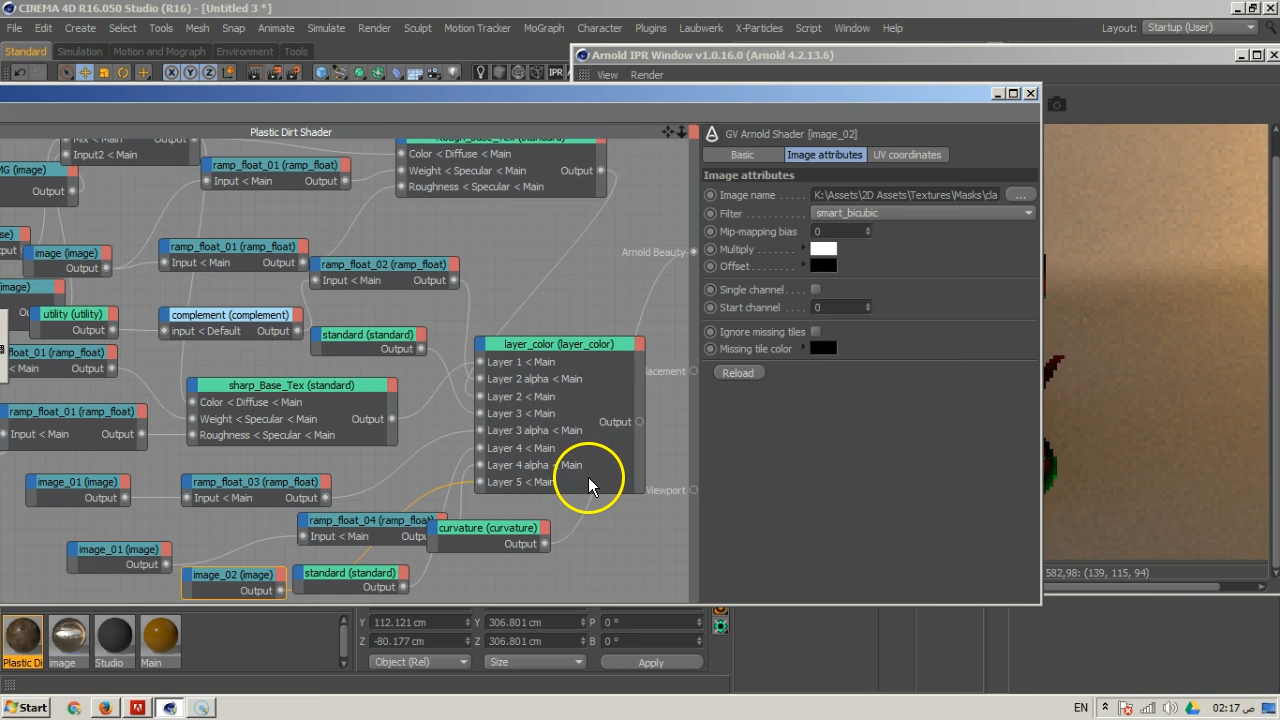 CINEMA 4D R16.050 Studio (R16) - [Untitled 3 *]
File Edit Create Select Tools Mesh Snap Animate Simulate Render Sculpt Motion Tracker MoGraph Character Plugins Laubwerk X-Particles Script Window Help
Layout: Startup (User)
Standard Simulation Motion and Mograph Environment Tools
Arnold IPR Window v1.0.16.0 (Arnold 4.2.13.6)
X Y Z
IPR
View Render
Plastic Dirt Shader
Input2 < Main
ramp_float_01 (ramp_float)
Input < Main Output
Color < Diffuse < Main
Weight < Specular < Main
Roughness < Specular < Main
Output
MG (image)
Output
image (image)
Output
ramp_float_01 (ramp_float)
Input < Main Output
ramp_float_02 (ramp_float)
Input < Main Output
utility (utility)
Output
complement (complement)
input < Default Output
standard (standard)
Output
float_01 (ramp_float)
< Main Output
sharp_Base_Tex (standard)
Color < Diffuse < Main
Weight < Specular < Main
Roughness < Specular < Main
Output
ramp_float_01 (ramp_float)
Input < Main Output
layer_color (layer_color)
Layer 1 < Main
Layer 2 alpha < Main
Layer 2 < Main
Layer 3 < Main
Layer 3 alpha < Main
Layer 4 < Main
Layer 4 alpha < Main
Layer 5 < Main
Output
Arnold Beauty
lacement
Viewport
image_01 (image)
Output
ramp_float_03 (ramp_float)
Input < Main Output
ramp_float_04 (ramp_float)
Input < Main Outpu
curvature (curvature)
Output
image_01 (image)
Output
image_02 (image)
Output
standard (standard)
Output
GV Arnold Shader [image_02]
Basic Image attributes UV coordinates
Image attributes
Image name K:\Assets\2D Assets\Textures\Masks\da ...
Filter smart_bicubic
Mip-mapping bias 0
Multiply
Offset
Single channel
Start channel 0
Ignore missing tiles
Missing tile color
Reload
582,98: (139, 115, 94)
Y 112.121 cm Y 306.801 cm P 0 °
Z -80.177 cm Z 306.801 cm B 0 °
Object (Rel) Size Apply
Plastic Di image Studio Main
Start EN 02:17 ص